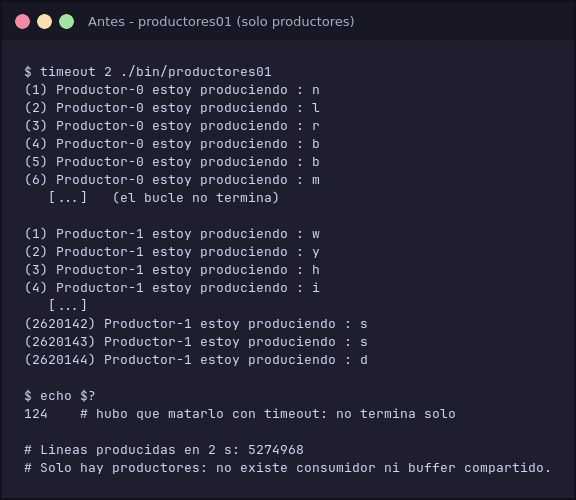 Antes - productores01 (solo productores)
$ timeout 2 ./bin/productores01
(1) Productor-0 estoy produciendo : n
(2) Productor-0 estoy produciendo : l
(3) Productor-0 estoy produciendo : r
(4) Productor-0 estoy produciendo : b
(5) Productor-0 estoy produciendo : b
(6) Productor-0 estoy produciendo : m
[...] (el bucle no termina)
(1) Productor-1 estoy produciendo : w
(2) Productor-1 estoy produciendo : y
(3) Productor-1 estoy produciendo : h
(4) Productor-1 estoy produciendo : i
[...]
(2620142) Productor-1 estoy produciendo : s
(2620143) Productor-1 estoy produciendo : s
(2620144) Productor-1 estoy produciendo : d
$ echo $?
124 # hubo que matarlo con timeout: no termina solo
# Lineas producidas en 2 s: 5274968
# Solo hay productores: no existe consumidor ni buffer compartido.